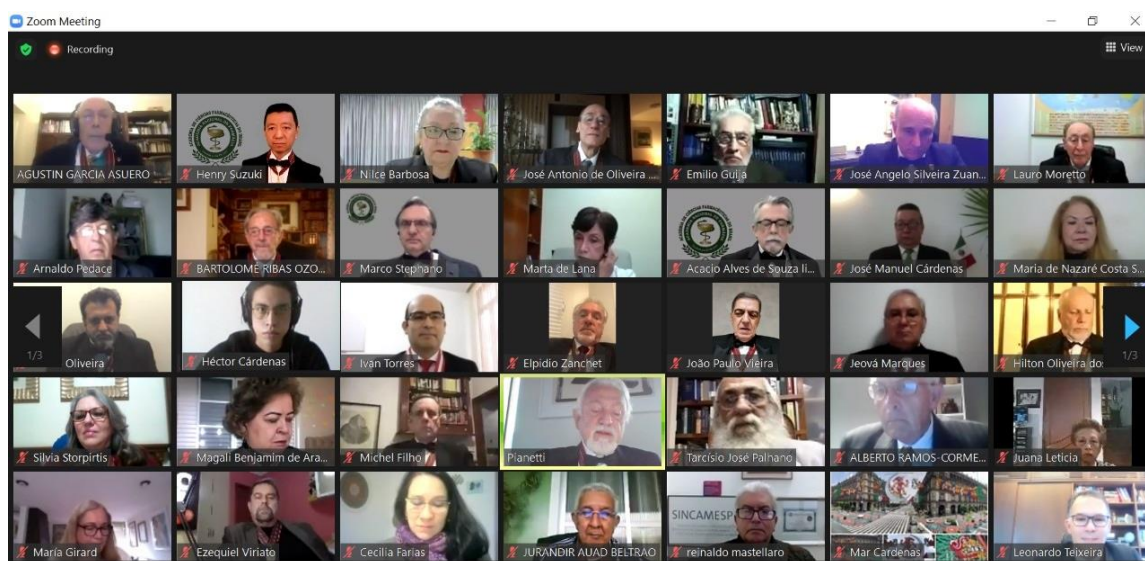 Zoom Meeting
Recording
View
AGUSTIN GARCIA ASUERO
Henry Suzuki
Nilce Barbosa
José Antonio de Oliveira ...
Emilio Guija
José Angelo Silveira Zuan...
Lauro Moretto
Arnaldo Pedace
BARTOLOMÉ RIBAS OZO...
Marco Stephano
Marta de Lana
Acacio Alves de Souza li...
José Manuel Cárdenas
Maria de Nazaré Costa S...
1/3
Oliveira
Héctor Cárdenas
Ivan Torres
Elpidio Zanchet
João Paulo Vieira
Jeová Marques
Hilton Oliveira dos
1/3
Silvia Storpirtis
Magali Benjamim de Ara...
Michel Filho
Pianetti
Tarcísio José Palhano
ALBERTO RAMOS-CORME...
Juana Leticia
María Girard
Ezequiel Viriato
Cecilia Farias
JURANDIR AUAD BELTRÃO
SINCAMESP
reinaldo mastellaro
Mar Cardenas
Leonardo Teixeira